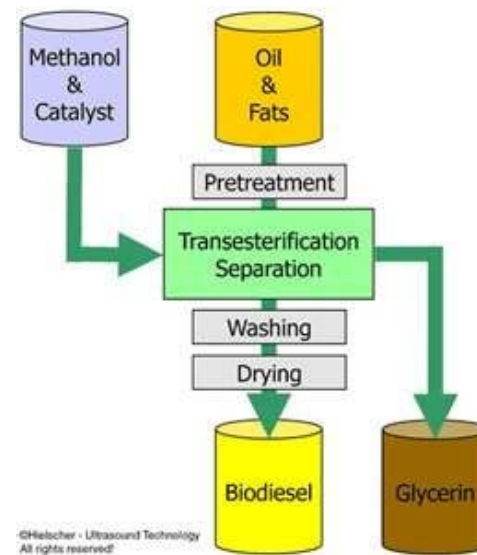 Methanol
&
Catalyst
Oil
&
Fats
Pretreatment
Transesterification
Separation
Washing
Drying
Biodiesel
Glycerin
©Hielscher - Ultrasound Technology
All rights reserved!